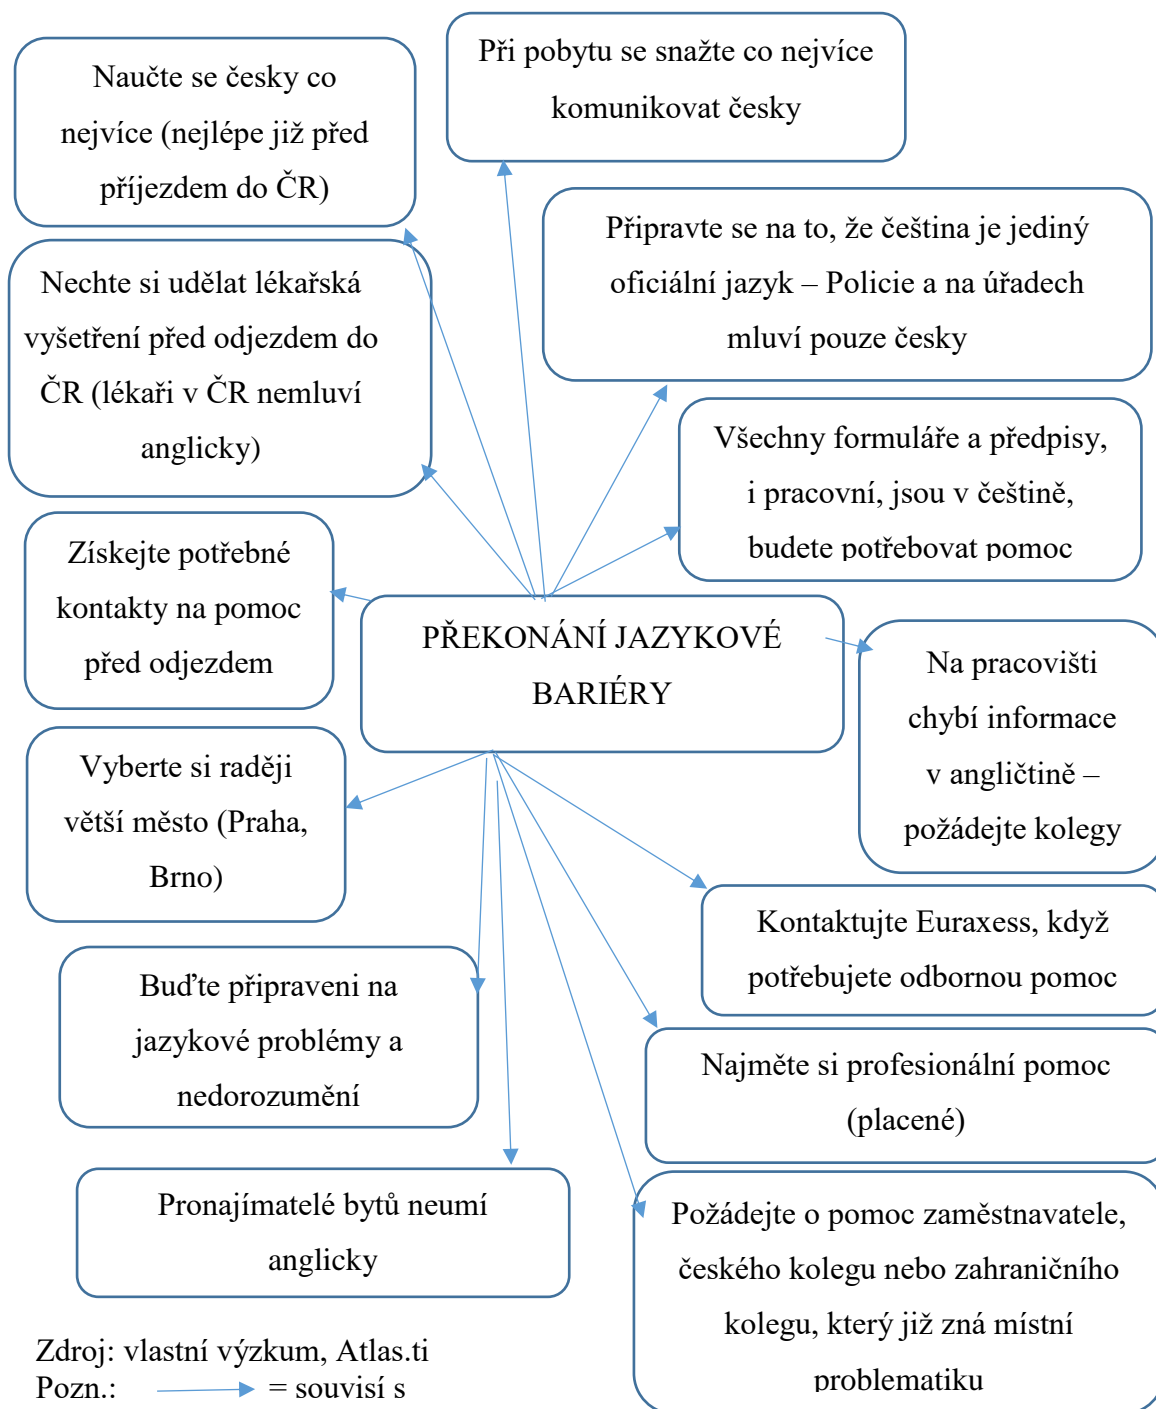 Naučte se česky co
nejvíce (nejlépe již před
příjezdem do ČR)
Při pobytu se snažte co nejvíce
komunikovat česky
Připravte se na to, že čeština je jediný
oficiální jazyk – Policie a na úřadech
mluví pouze česky
Nechte si udělat lékařská
vyšetření před odjezdem do
ČR (lékaři v ČR nemluví
anglicky)
Všechny formuláře a předpisy,
i pracovní, jsou v češtině,
budete potřebovat pomoc
Získejte potřebné
kontakty na pomoc
před odjezdem
PŘEKONÁNÍ JAZYKOVÉ
BARIÉRY
Na pracovišti
chybí informace
v angličtině –
požádejte kolegy
Vyberte si raději
větší město (Praha,
Brno)
Kontaktujte Euraxess, když
potřebujete odbornou pomoc
Buďte připraveni na
jazykové problémy a
nedorozumění
Najměte si profesionální pomoc
(placené)
Pronajímatelé bytů neumí
anglicky
Požádejte o pomoc zaměstnavatele,
českého kolegu nebo zahraničního
kolegu, který již zná místní
problematiku
Zdroj: vlastní výzkum, Atlas.ti
Pozn.: = souvisí s